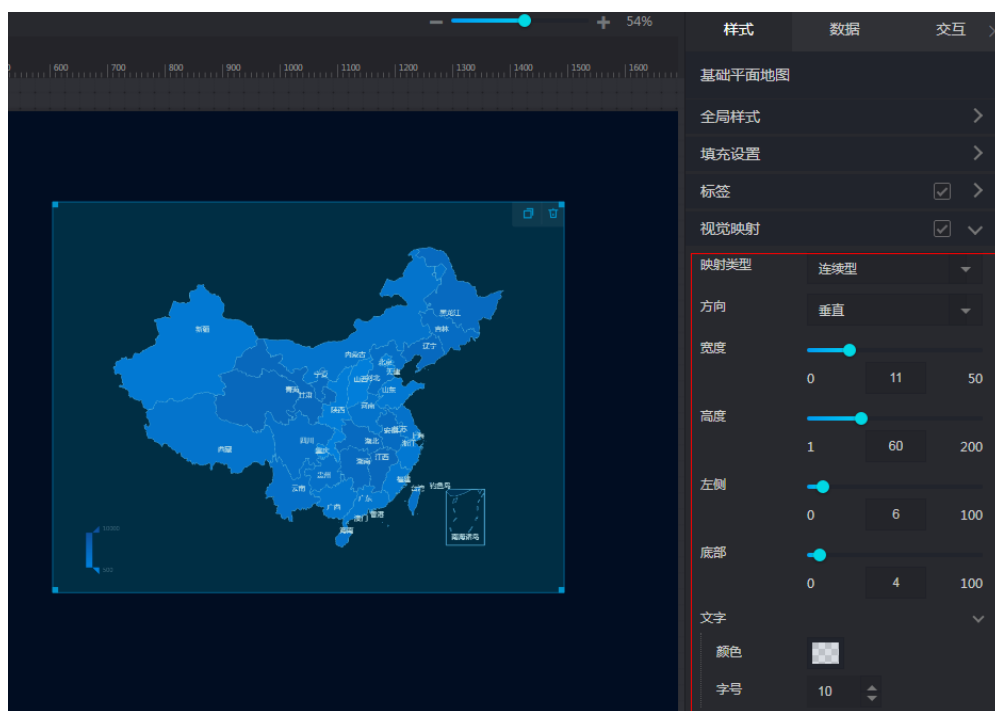 54%
样式 数据 交互
600 700 800 900 1000 1100 1200 1300 1400 1500 1600
基础平面地图
全局样式
填充设置
标签
视觉映射
映射类型 连续型
方向 垂直
宽度
0 11 50
高度
1 60 200
左侧
0 6 100
底部
0 4 100
文字
颜色
字号 10
黑龙江
吉林
辽宁
新疆
内蒙古
北京
天津
宁夏
山西
河北
青海
甘肃
山东
陕西
河南
安徽
江苏
上海
浙江
四川
重庆
湖北
西藏
湖南
江西
贵州
云南
福建
台湾
钓鱼岛
广西
广东
澳门
香港
海南
南海诸岛
10300